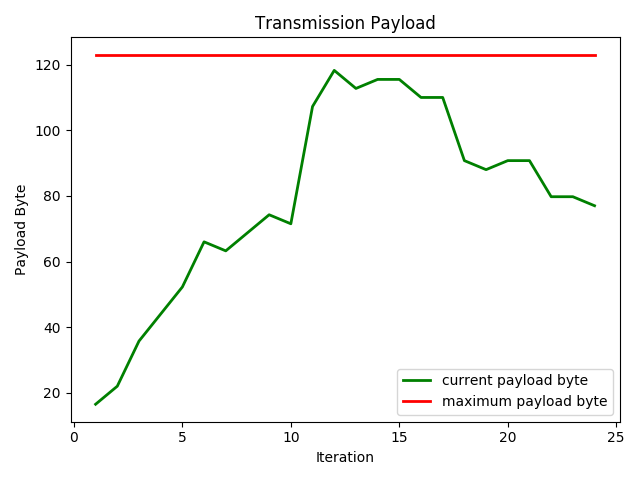 Transmission Payload
Payload Byte
120
100
80
60
40
20
0
5
10
15
20
25
Iteration
current payload byte
maximum payload byte